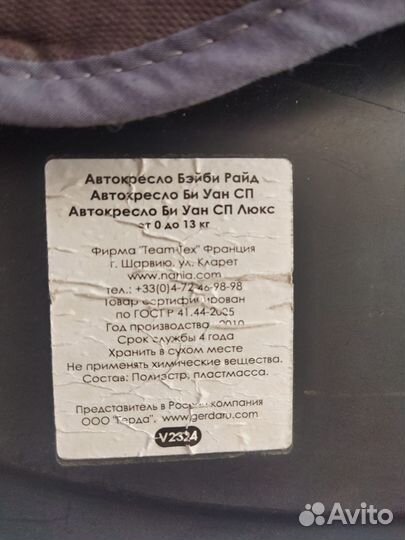 Автокресло Бэйби Райд
Автокресло Би Уан СП
Автокресло Би Уан СП Люкс
от 0 до 13 кг
Фирма "Team-Tex" Франция
г. Шарвию, ул. Кларет
www.nania.com
тел.: +33(0)4-72-46-98-98
Товар сертифицирован
по ГОСТ Р 41.44-2005
Год производства 2010
Срок службы 4 года
Хранить в сухом месте
Не применять химические вещества.
Состав: Полиэстр, пластмасса.
Представитель в России компания
ООО "Герда". www.gerdaru.com
V2324
Avito